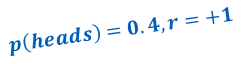 p(heads) = 0.4, r = +1